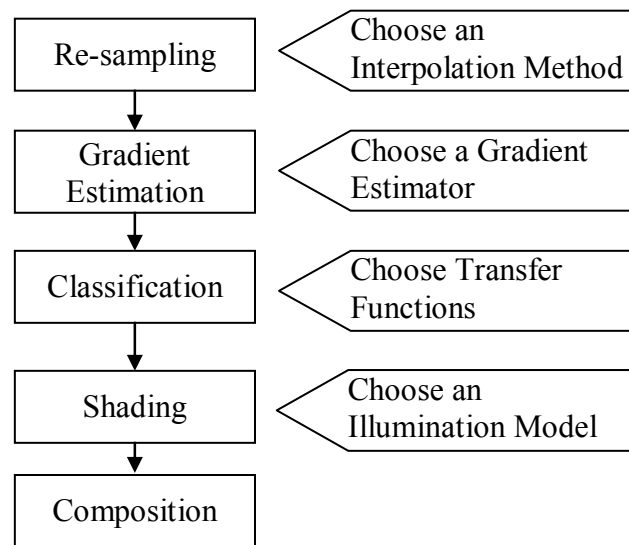 Re-sampling
Choose an
Interpolation Method
Gradient
Estimation
Choose a Gradient
Estimator
Classification
Choose Transfer
Functions
Shading
Choose an
Illumination Model
Composition